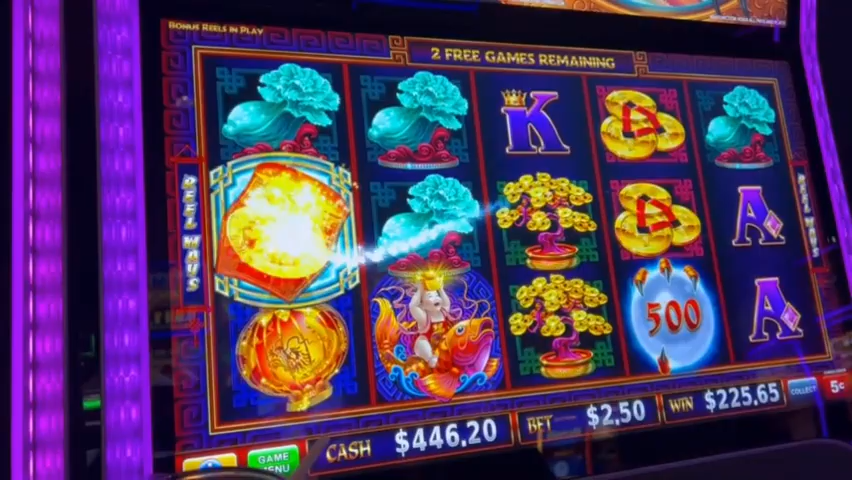 BONUS REELS IN PLAY
2 FREE GAMES REMAINING
K
REEL WAYS
REEL WAYS
A
500
A
CASH $446.20
BET $2.50
WIN $225.65
COLLECT
5¢
GAME
MENU